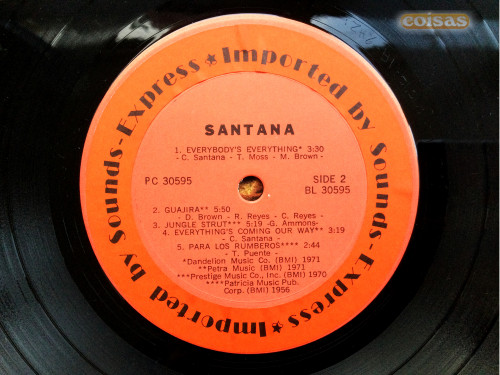 coisas
Imported by Sounds-Express * Imported by Sounds-Express *
SANTANA
1. EVERYBODY'S EVERYTHING* 3:30
- C. Santana - T. Moss - M. Brown -
PC 30595
SIDE 2
BL 30595
2. GUAJIRA** 5:50
- D. Brown - R. Reyes - C. Reyes -
3. JUNGLE STRUT*** 5:19 -G. Ammons-
4. EVERYTHING'S COMING OUR WAY** 3:19
- C. Santana -
5. PARA LOS RUMBEROS**** 2:44
- T. Puente -
*Dandelion Music Co. (BMI) 1971
**Petra Music (BMI) 1971
***Prestige Music Co., Inc. (BMI) 1970
****Patricia Music Pub.
Corp. (BMI) 1956